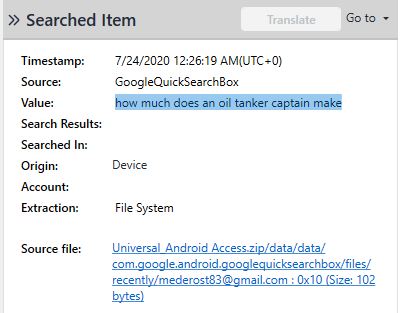 Searched Item
Translate
Go to
Timestamp: 7/24/2020 12:26:19 AM(UTC+0)
Source: GoogleQuickSearchBox
Value: how much does an oil tanker captain make
Search Results:
Searched In:
Origin: Device
Account:
Extraction: File System
Source file: Universal_Android Access.zip/data/data/
com.google.android.googlequicksearchbox/files/
recently/mederost83@gmail.com : 0x10 (Size: 102
bytes)